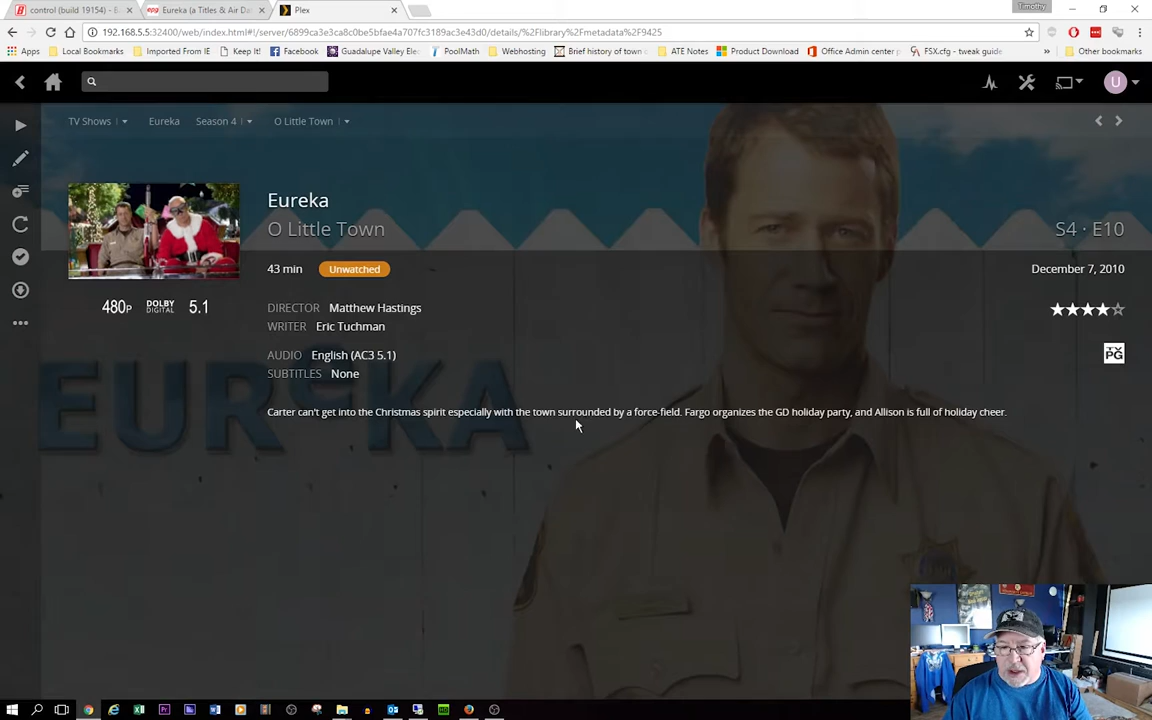 Timothy
control (build 19154) - B
Eureka (a Titles & Air Da
Plex
192.168.5.5:32400/web/index.html#!/server/6899ca3e3ca8c0be5bfae4a707fc3189ac3e43d0/details/%2Flibrary%2Fmetadata%2F9425
Apps
Local Bookmarks
Imported From IE
Keep It!
Facebook
Guadalupe Valley Elec
PoolMath
Webhosting
Brief history of town o
ATE Notes
Product Download
Office Admin center p
FSX.cfg - tweak guide
»
Other bookmarks
U
TV Shows
Eureka
Season 4
O Little Town
Eureka
O Little Town
S4 · E10
43 min
Unwatched
December 7, 2010
480P
DOLBY DIGITAL
5.1
DIRECTOR Matthew Hastings
WRITER Eric Tuchman
AUDIO English (AC3 5.1)
SUBTITLES None
TV
PG
EUReKA
Carter can't get into the Christmas spirit especially with the town surrounded by a force-field. Fargo organizes the GD holiday party, and Allison is full of holiday cheer.